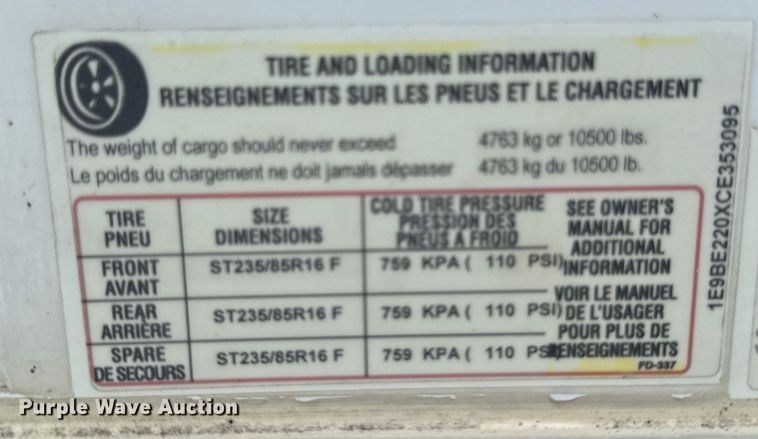 TIRE AND LOADING INFORMATION
RENSEIGNEMENTS SUR LES PNEUS ET LE CHARGEMENT
The weight of cargo should never exceed 4763 kg or 10500 lbs.
Le poids du chargement ne doit jamais dépasser 4763 kg du 10500 lb.
TIRE PNEU
SIZE DIMENSIONS
COLD TIRE PRESSURE
PRESSION DES
PNEUS A FROID
SEE OWNER'S
MANUAL FOR
ADDITIONAL
INFORMATION
FRONT AVANT
ST235/85R16 F
759 KPA ( 110 PSI)
REAR ARRIÈRE
ST235/85R16 F
759 KPA ( 110 PSI)
VOIR LE MANUEL
DE L'USAGER
POUR PLUS DE
RENSEIGNEMENTS
SPARE DE SECOURS
ST235/85R16 F
759 KPA ( 110 PSI)
FD-337
1E9BE220XCE353095
Purple Wave Auction